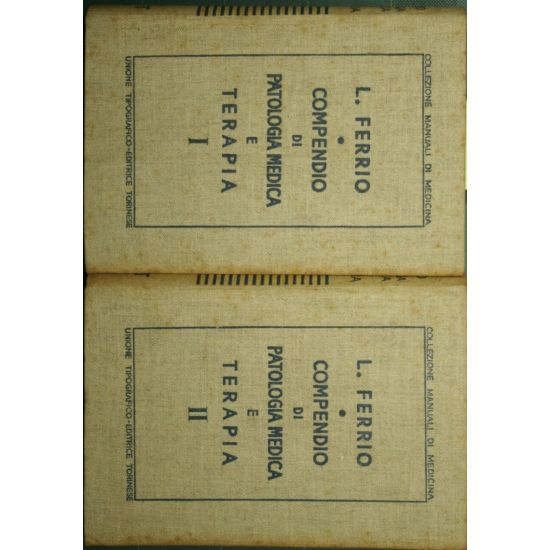 COLLEZIONE MANUALI DI MEDICINA
L. FERRIO
•
COMPENDIO
DI
PATOLOGIA MEDICA
E
TERAPIA
I
UNIONE TIPOGRAFICO-EDITRICE TORINESE
COLLEZIONE MANUALI DI MEDICINA
L. FERRIO
•
COMPENDIO
DI
PATOLOGIA MEDICA
E
TERAPIA
II
UNIONE TIPOGRAFICO-EDITRICE TORINESE